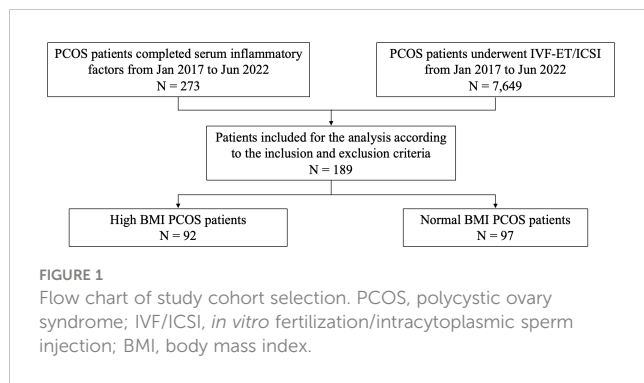 PCOS patients completed serum inflammatory
factors from Jan 2017 to Jun 2022
N = 273
PCOS patients underwent IVF-ET/ICSI
from Jan 2017 to Jun 2022
N = 7,649
Patients included for the analysis according
to the inclusion and exclusion criteria
N = 189
High BMI PCOS patients
N = 92
Normal BMI PCOS patients
N = 97
FIGURE 1
Flow chart of study cohort selection. PCOS, polycystic ovary
syndrome; IVF/ICSI, in vitro fertilization/intracytoplasmic sperm
injection; BMI, body mass index.